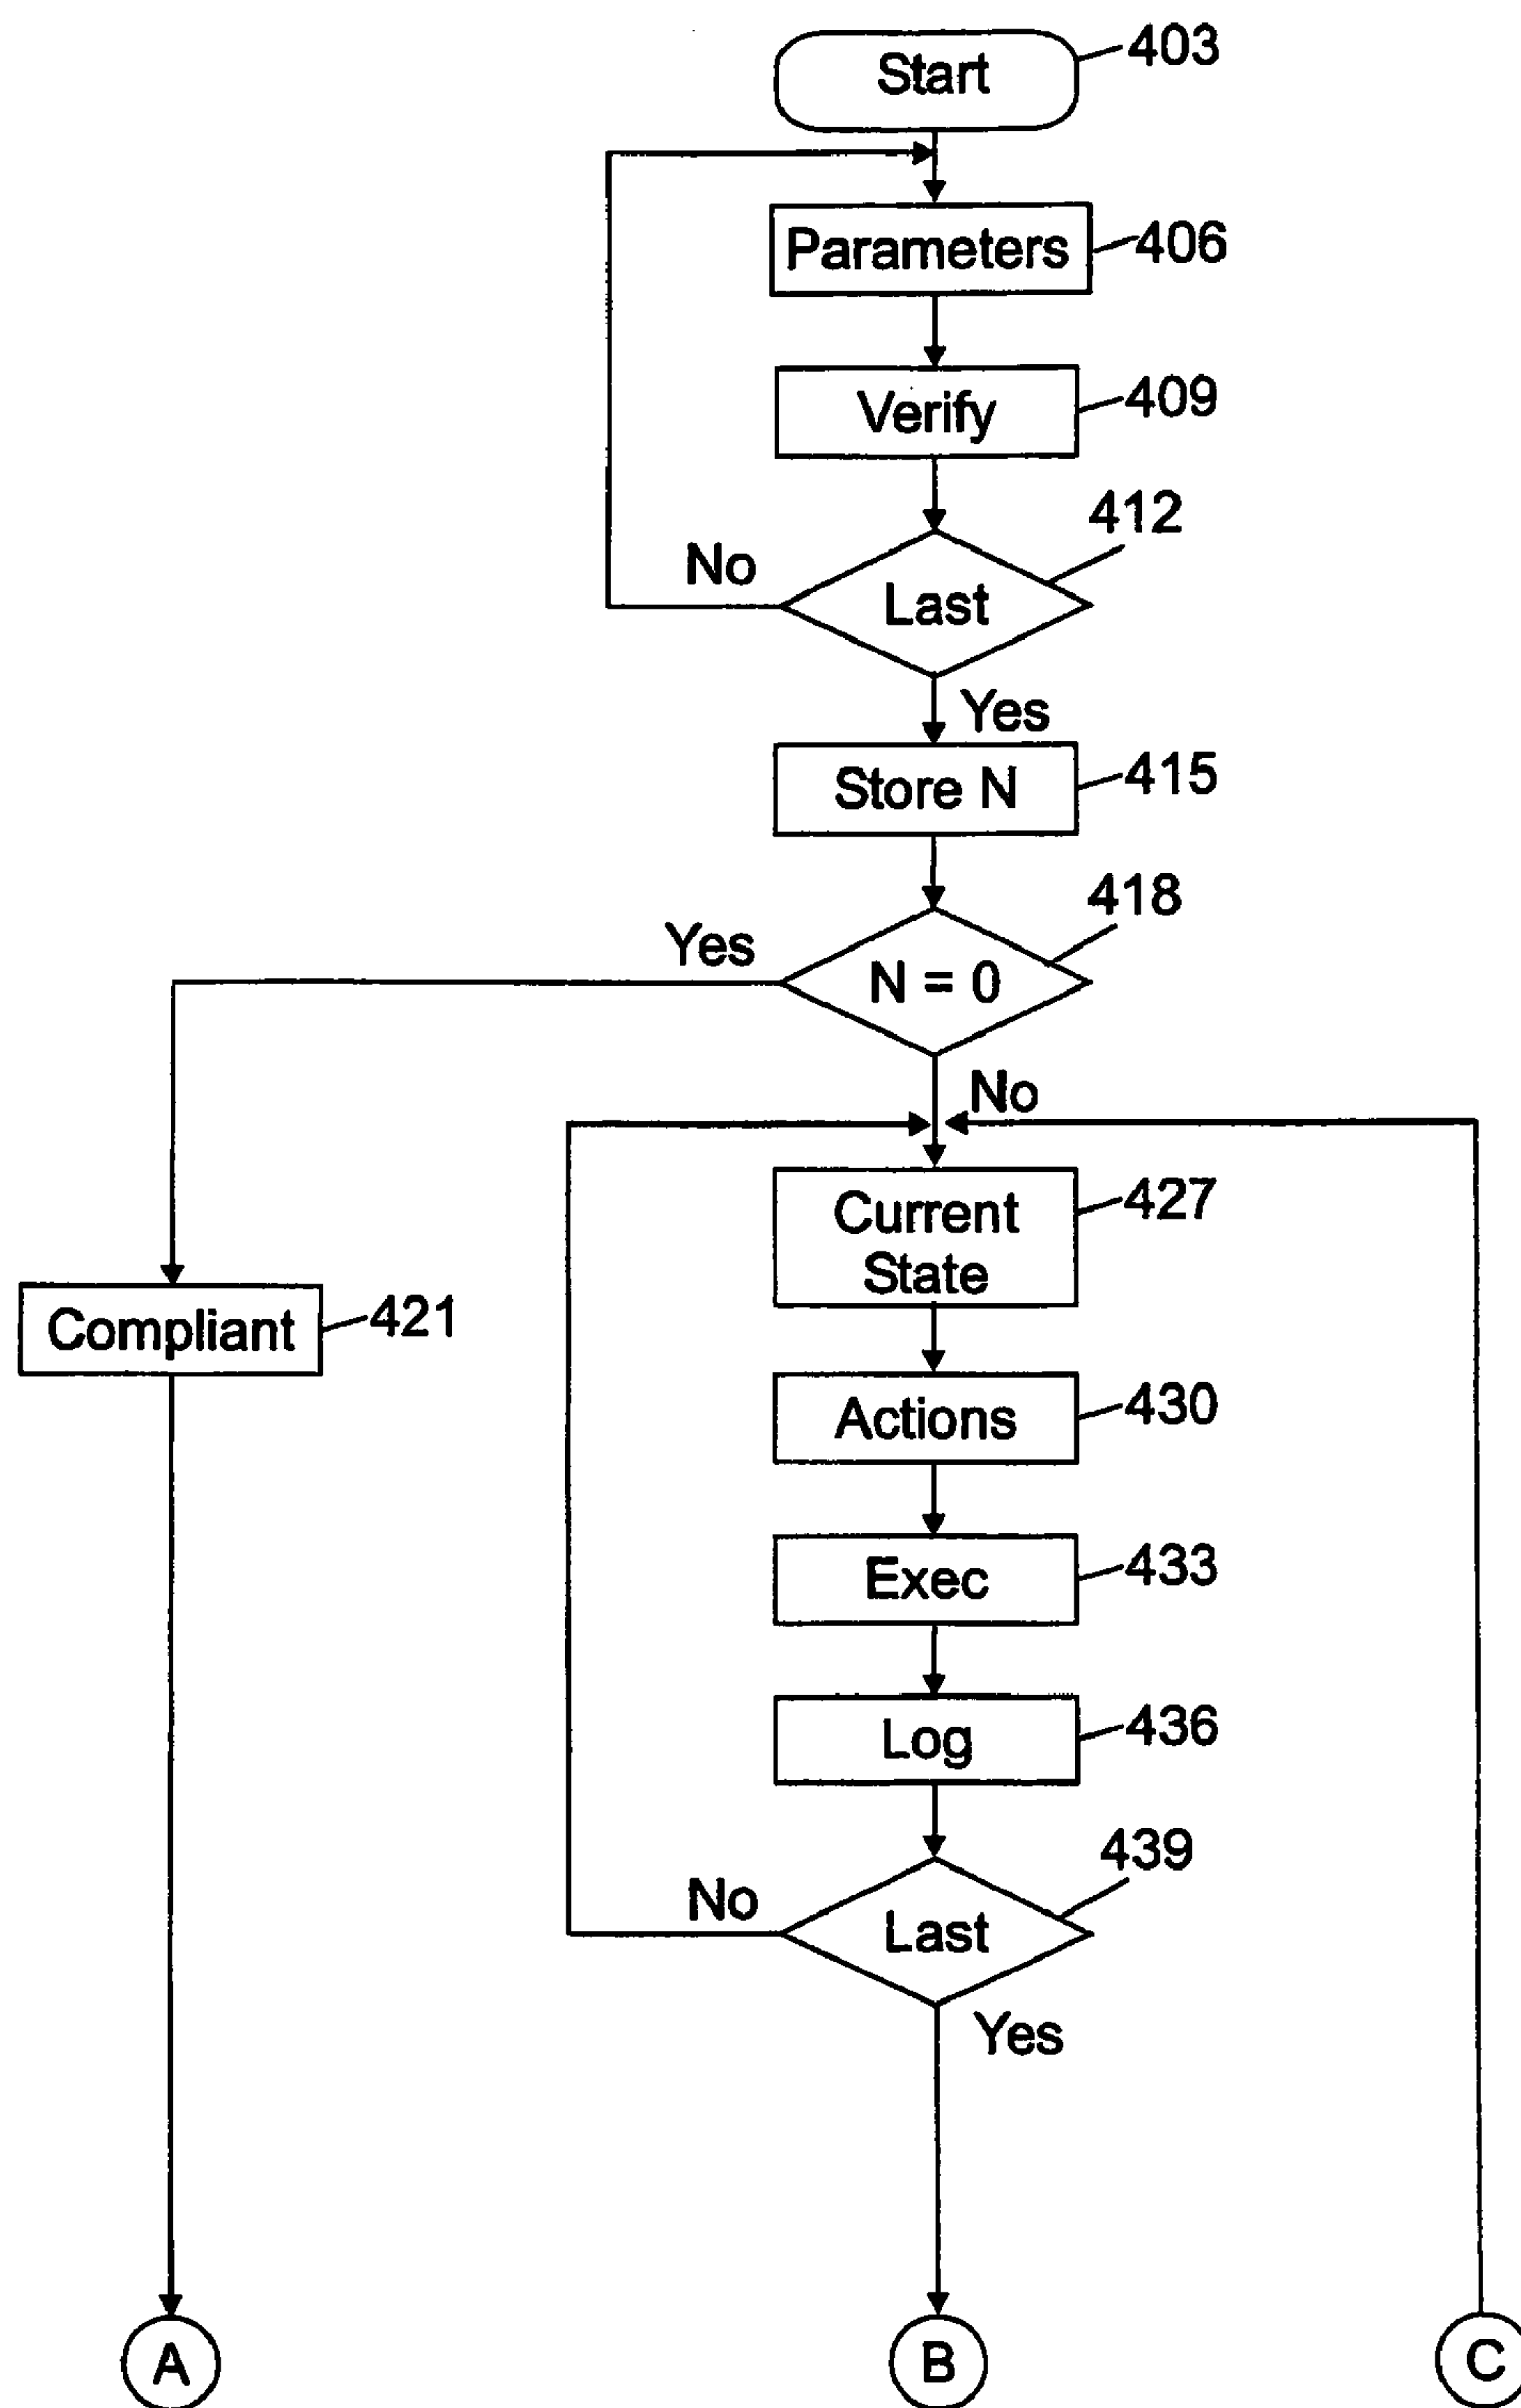 Start
403
Parameters
406
Verify
409
412
No
Last
Yes
Store N
415
418
Yes
N = 0
No
Current
State
427
Compliant
421
Actions
430
Exec
433
Log
436
439
No
Last
Yes
A
B
C